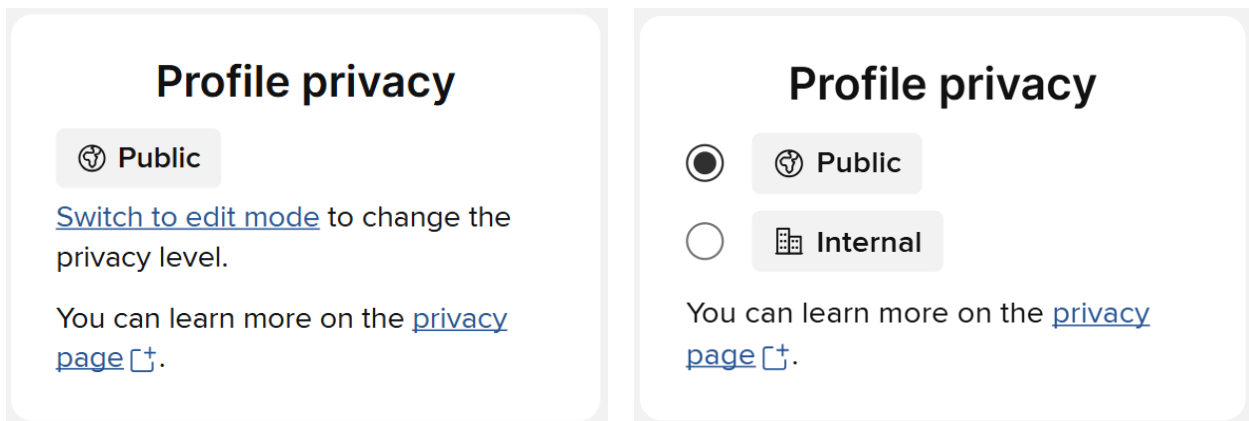 Profile privacy
Public
Switch to edit mode to change the
privacy level.
You can learn more on the privacy
page.
Profile privacy
Public
Internal
You can learn more on the privacy
page.